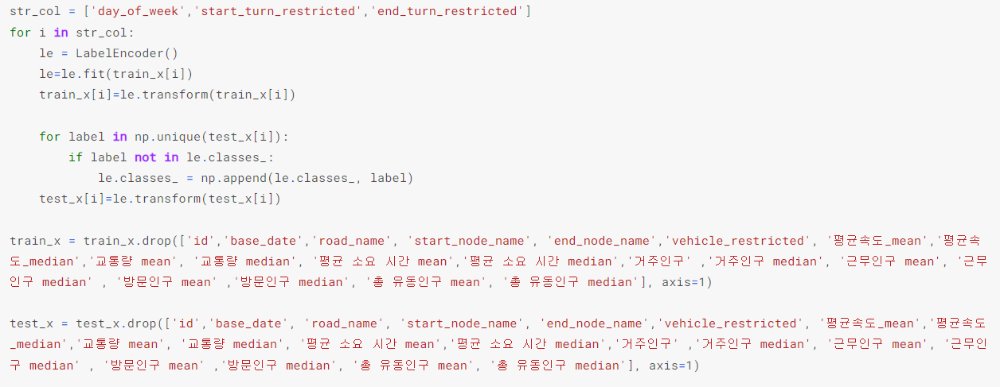 str_col = ['day_of_week','start_turn_restricted','end_turn_restricted']
for i in str_col:
    le = LabelEncoder()
    le=le.fit(train_x[i])
    train_x[i]=le.transform(train_x[i])

    for label in np.unique(test_x[i]):
        if label not in le.classes_:
            le.classes_ = np.append(le.classes_, label)
    test_x[i]=le.transform(test_x[i])

train_x = train_x.drop(['id','base_date','road_name', 'start_node_name', 'end_node_name','vehicle_restricted', '평균속도_mean','평균속
도_median','교통량 mean', '교통량 median', '평균 소요 시간 mean','평균 소요 시간 median','거주인구' ,'거주인구 median', '근무인구 mean', '근무
인구 median' , '방문인구 mean' ,'방문인구 median', '총 유동인구 mean', '총 유동인구 median'], axis=1)

test_x = test_x.drop(['id','base_date', 'road_name', 'start_node_name', 'end_node_name','vehicle_restricted', '평균속도_mean','평균속도
_median','교통량 mean', '교통량 median', '평균 소요 시간 mean','평균 소요 시간 median','거주인구' ,'거주인구 median', '근무인구 mean', '근무인
구 median' , '방문인구 mean' ,'방문인구 median', '총 유동인구 mean', '총 유동인구 median'], axis=1)